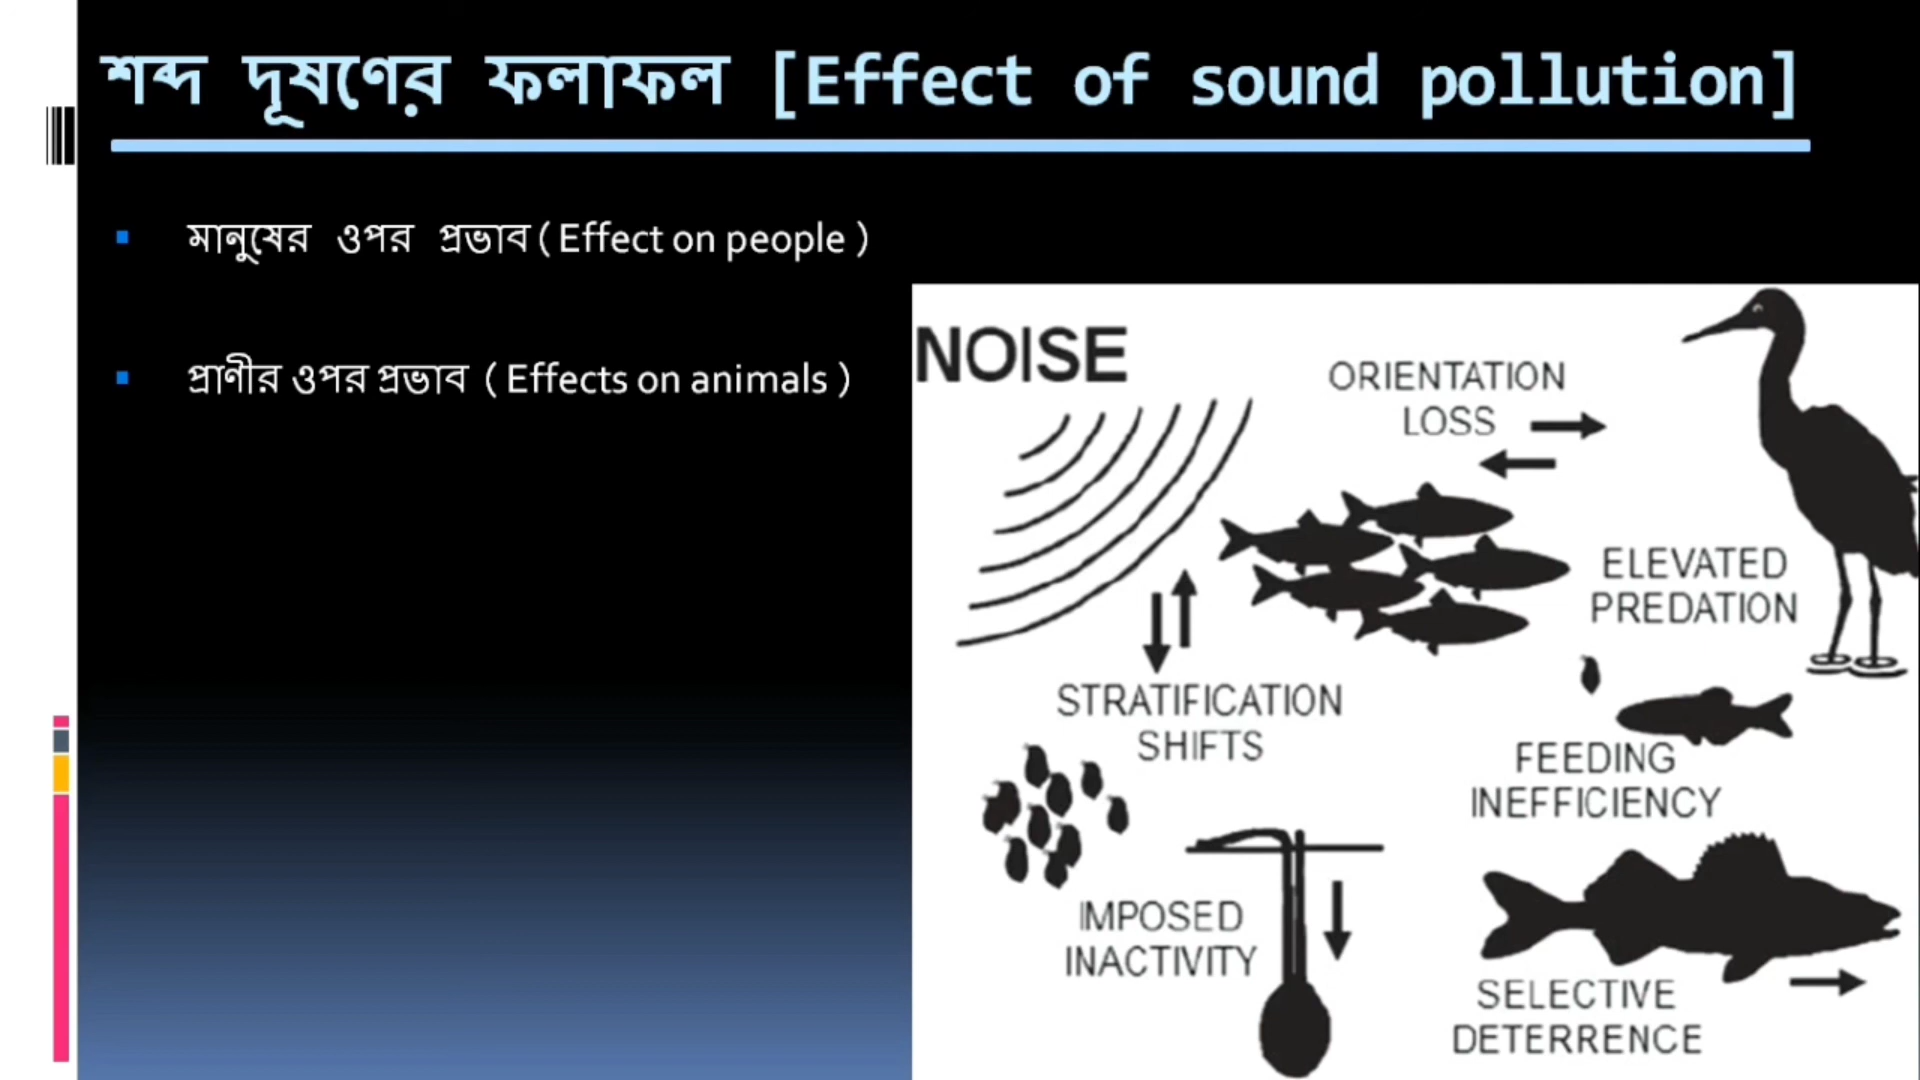 শব্দ দূষণের ফলাফল [Effect of sound pollution]
মানুষের ওপর প্রভাব ( Effect on people )
প্রাণীর ওপর প্রভাব ( Effects on animals )
NOISE
ORIENTATION
LOSS
ELEVATED
PREDATION
STRATIFICATION
SHIFTS
FEEDING
INEFFICIENCY
IMPOSED
INACTIVITY
SELECTIVE
DETERRENCE